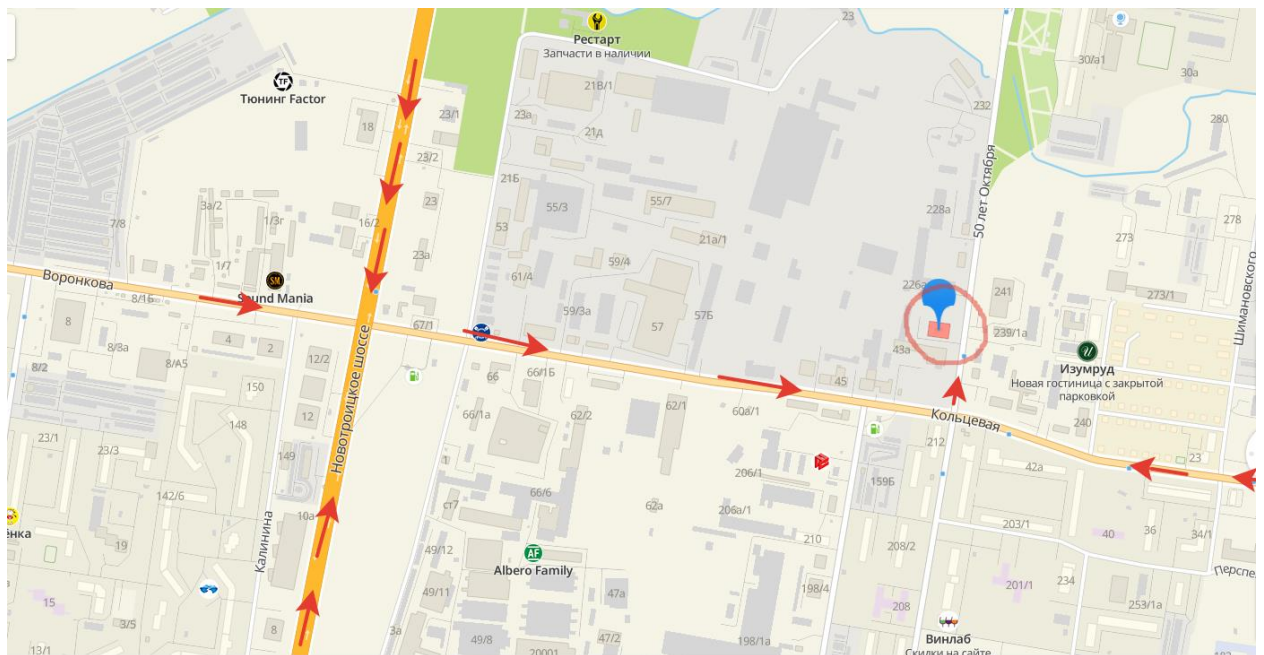 23
Рестарт
Запчасти в наличии
30/а1
30а
Тюнинг Factor
21В/1
232
18
23/1
23а
21д
280
23/2
50 лет Октября
21Б
3а/2
23
55/3
55/7
228а
1/3г
16/2
53
278
7/8
21а/1
273
23а
59/4
1/7
61/4
226а
241
273/1
Воронкова
8/1Б
Sound Mania
59/3а
57Б
Шимановского
8
67/1
57
239/1а
4
2
43а
8/3а
12/2
Изумруд
Новая гостиница с закрытой
парковкой
8/2
8/А5
66
66/1Б
45
150
Новотроицкое шоссе
12
66/1а
62/2
62/1
60а/1
Кольцевая
240
148
23/1
23/3
149
1
212
23
42а
206/1
159Б
142/6
66/6
62а
ст7
206а/1
10а
203/1
40
36
34/1
ёнка
19
Калинина
49/12
Albero Family
210
208/2
Перспе
201/1
234
15
49/11
47а
198/4
208
253/1а
3/5
8
3а
49/8
47/2
198/1а
Винлаб
13/1
20001
Скидки на сайте